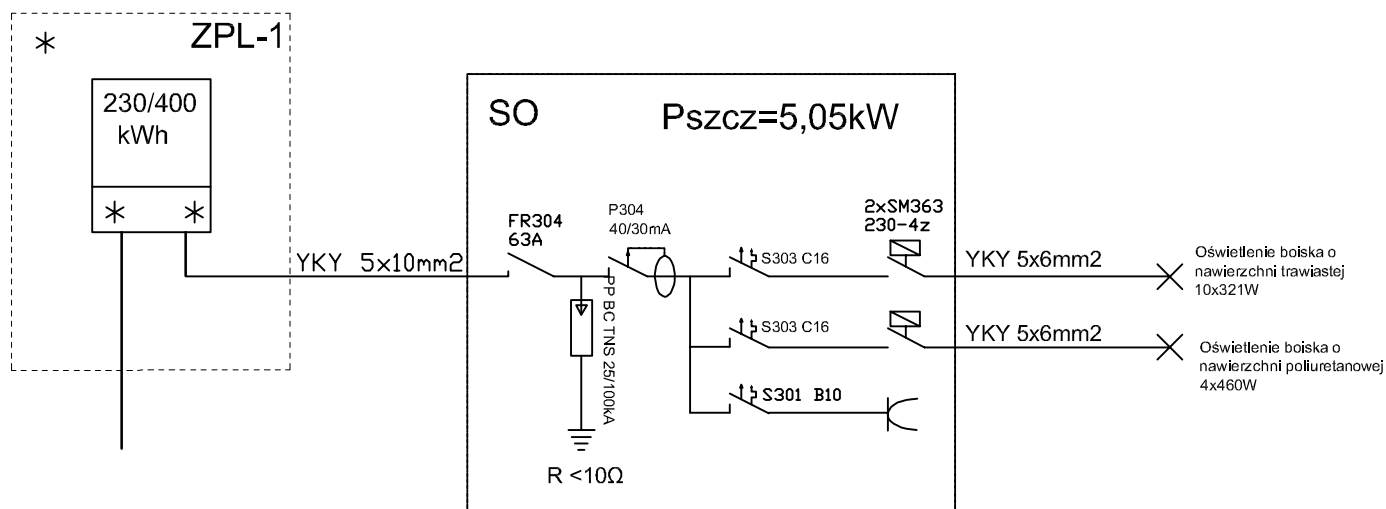 ZPL-1
230/400
kWh
YKY 5x10mm2
SO
Pszcz=5,05kW
FR304
63A
P304
40/30mA
PP BC TNS 25/100kA
R <10Ω
S303 C16
2xSM363
230-4z
YKY 5x6mm2
Oświetlenie boiska o
nawierzchni trawiastej
10x321W
S303 C16
YKY 5x6mm2
Oświetlenie boiska o
nawierzchni poliuretanowej
4x460W
S301 B10